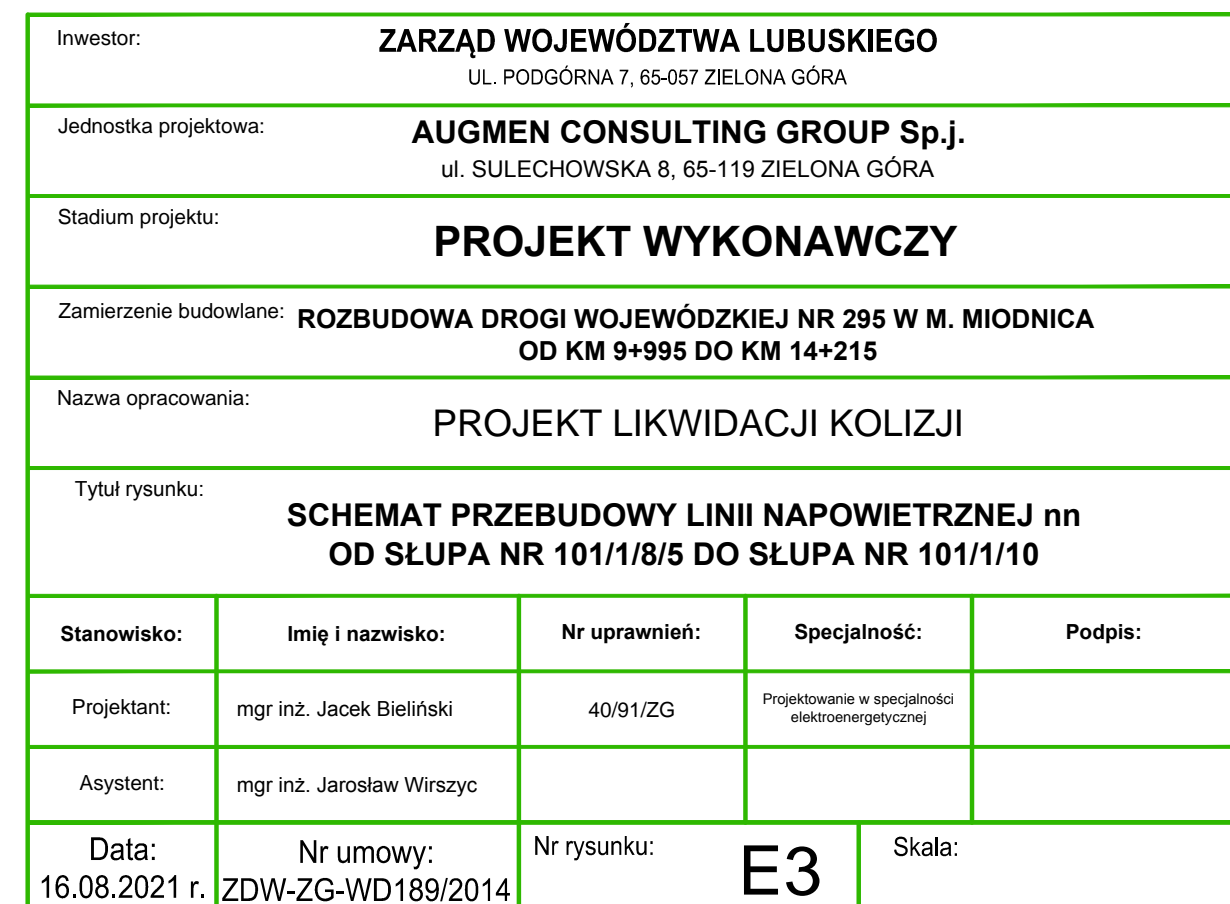 Inwestor:
ZARZĄD WOJEWÓDZTWA LUBUSKIEGO
UL. PODGÓRNA 7, 65-057 ZIELONA GÓRA
Jednostka projektowa:
AUGMEN CONSULTING GROUP Sp.j.
ul. SULECHOWSKA 8, 65-119 ZIELONA GÓRA
Stadium projektu:
PROJEKT WYKONAWCZY
Zamierzenie budowlane:
ROZBUDOWA DROGI WOJEWÓDZKIEJ NR 295 W M. MIODNICA
OD KM 9+995 DO KM 14+215
Nazwa opracowania:
PROJEKT LIKWIDACJI KOLIZJI
Tytuł rysunku:
SCHEMAT PRZEBUDOWY LINII NAPOWIETRZNEJ nn
OD SŁUPA NR 101/1/8/5 DO SŁUPA NR 101/1/10
Stanowisko: Imię i nazwisko: Nr uprawnień: Specjalność: Podpis:
Projektant: mgr inż. Jacek Bieliński 40/91/ZG Projektowanie w specjalności
elektroenergetycznej
Asystent: mgr inż. Jarosław Wirszyc
Data:
16.08.2021 r.
Nr umowy:
ZDW-ZG-WD189/2014
Nr rysunku:
E3
Skala: